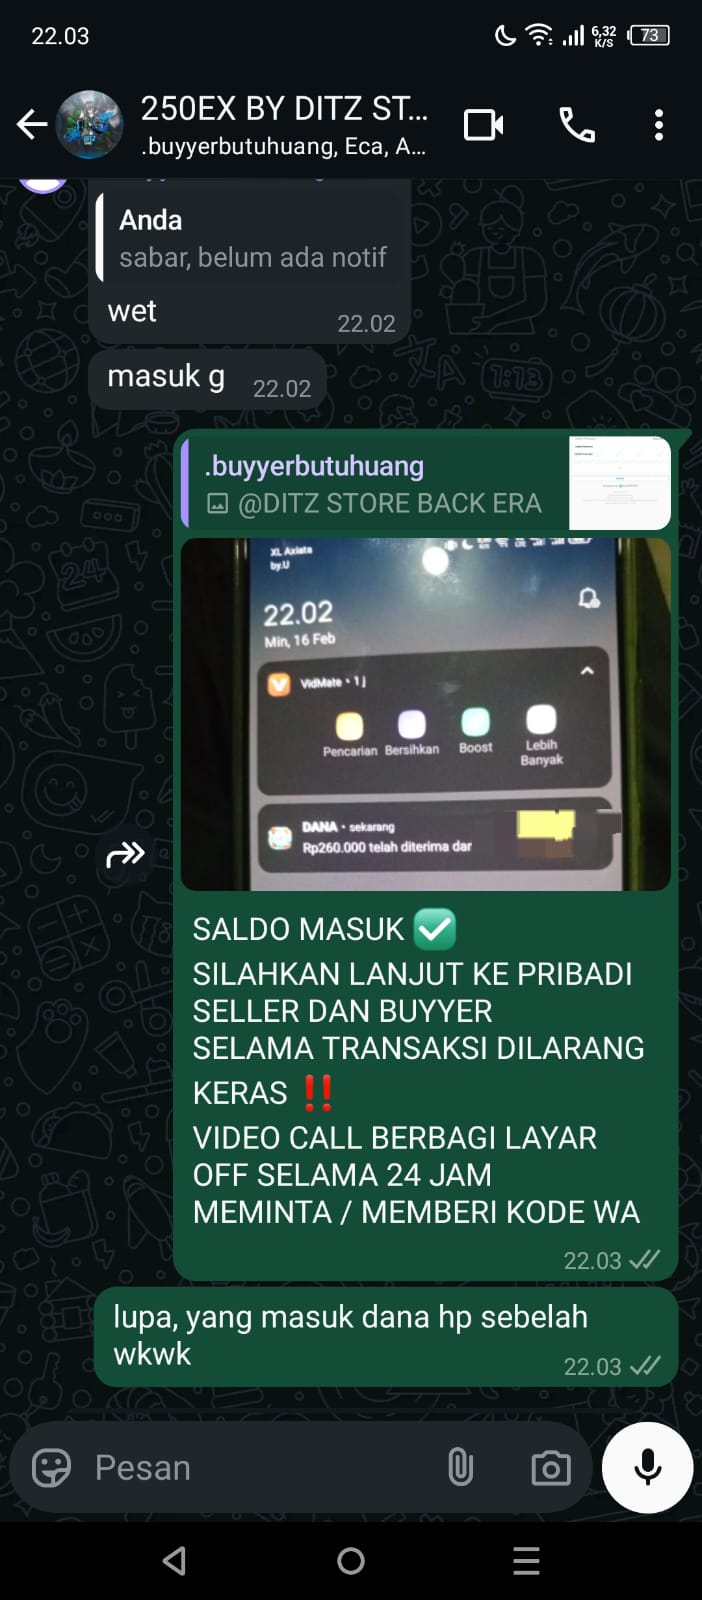 22.03
6,32
K/S
73
250EX BY DITZ ST...
.buyyerbutuhuang, Eca, A...
Anda
sabar, belum ada notif
wet
22.02
masuk g
22.02
.buyyerbutuhuang
@DITZ STORE BACK ERA
XL Axiata
by.U
22.02
Min, 16 Feb
VidMate • 1 j
Pencarian
Bersihkan
Boost
Lebih
Banyak
DANA • sekarang
Rp260.000 telah diterima dar
SALDO MASUK ✅
SILAHKAN LANJUT KE PRIBADI
SELLER DAN BUYYER
SELAMA TRANSAKSI DILARANG
KERAS ‼️
VIDEO CALL BERBAGI LAYAR
OFF SELAMA 24 JAM
MEMINTA / MEMBERI KODE WA
22.03
lupa, yang masuk dana hp sebelah
wkwk
22.03
Pesan